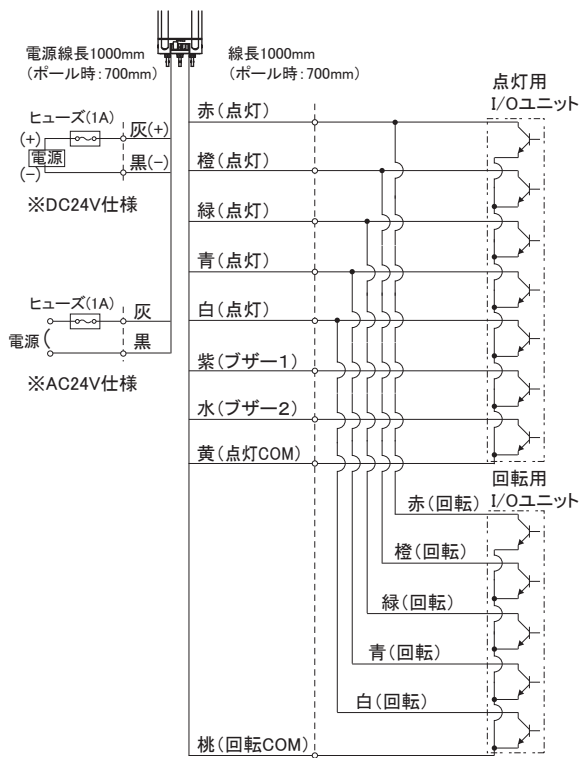 電源線長1000mm
(ポール時:700mm)
線長1000mm
(ポール時:700mm)
点灯用
I/Oユニット
ヒューズ(1A)
灰(+)
(+)
電源
(-)
黒(-)
※DC24V仕様
ヒューズ(1A)
灰
電源
黒
※AC24V仕様
赤(点灯)
橙(点灯)
緑(点灯)
青(点灯)
白(点灯)
紫(ブザー1)
水(ブザー2)
黄(点灯COM)
回転用
I/Oユニット
赤(回転)
橙(回転)
緑(回転)
青(回転)
白(回転)
桃(回転COM)